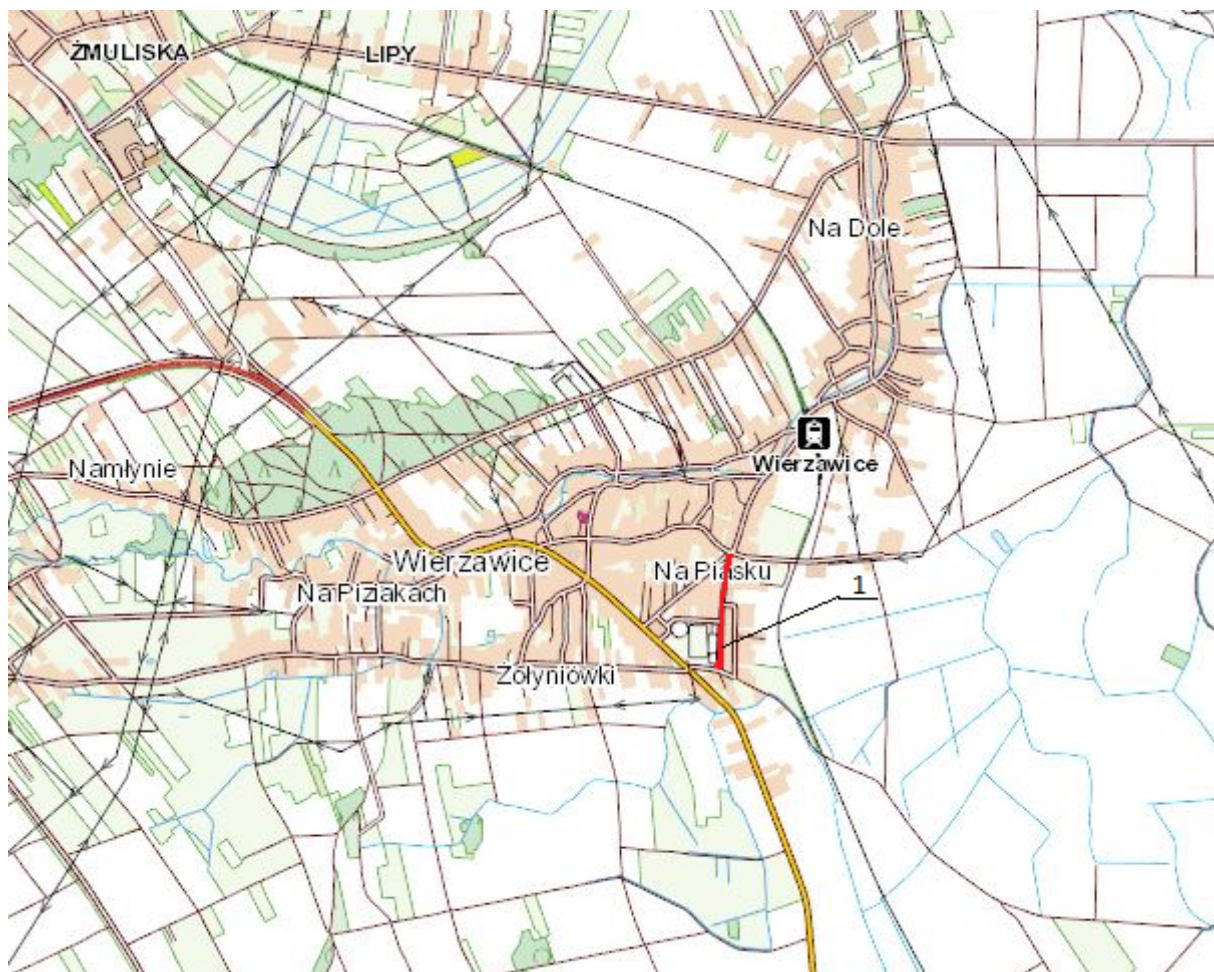 ŻMULISKA
LIPY
Na Dole
Namłynie
Wierzawice
Wierzawice
Na Piasku
1
Na Piziakach
Żołyniówki